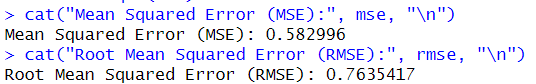 > cat("Mean Squared Error (MSE):", mse, "\n")
Mean Squared Error (MSE): 0.582996
> cat("Root Mean Squared Error (RMSE):", rmse, "\n")
Root Mean Squared Error (RMSE): 0.7635417